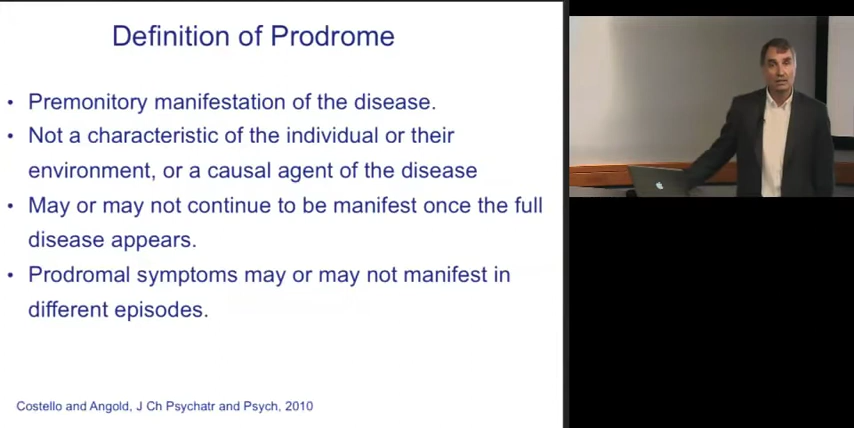 Definition of Prodrome
• Premonitory manifestation of the disease.
• Not a characteristic of the individual or their
environment, or a causal agent of the disease
• May or may not continue to be manifest once the full
disease appears.
• Prodromal symptoms may or may not manifest in
different episodes.
Costello and Angold, J Ch Psychatr and Psych, 2010